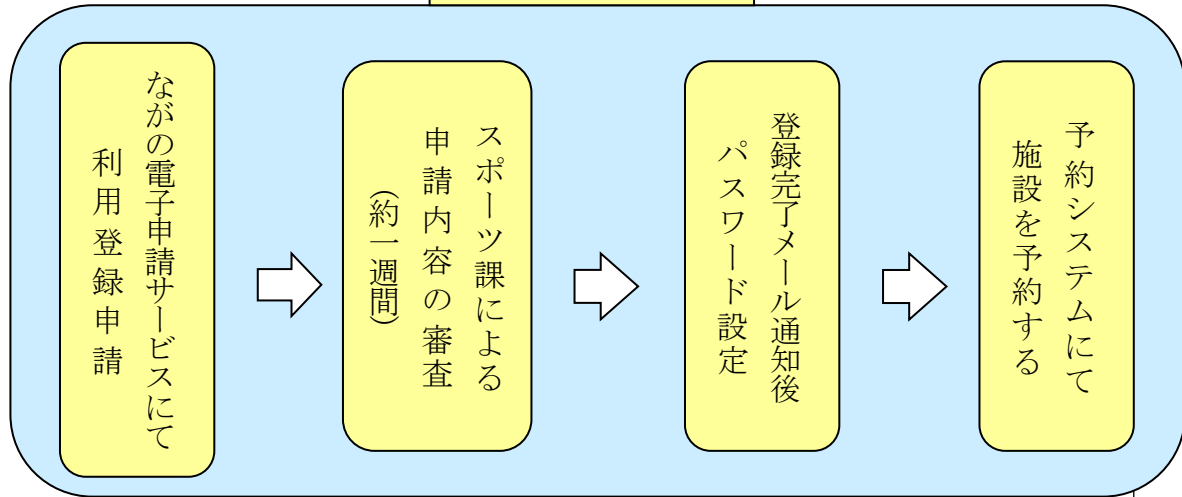 ながの電子申請サービスにて
利用登録申請
スポーツ課による
申請内容の審査
(約一週間)
登録完了メール通知後
パスワード設定
予約システムにて
施設を予約する